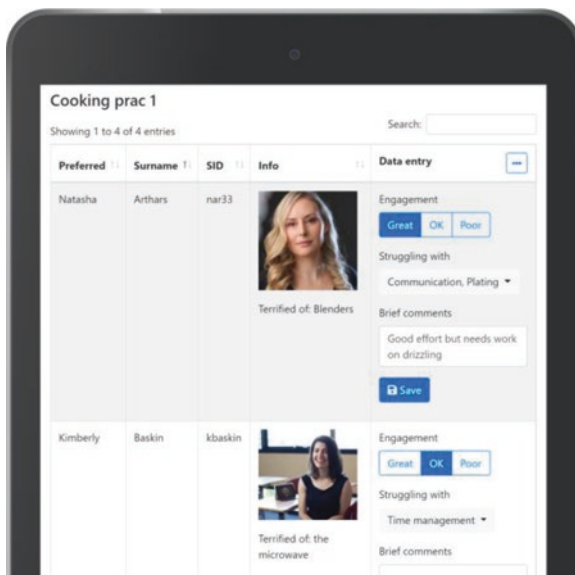 Cooking prac 1
Showing 1 to 4 of 4 entries
Search:
Preferred Surname SID Info Data entry
Natasha Arthars nar33
Engagement
Great OK Poor
Struggling with
Communication, Plating
Terrified of: Blenders
Brief comments
Good effort but needs work
on drizzling
Save
Kimberly Baskin kbaskin
Engagement
Great OK Poor
Struggling with
Time management
Terrified of: the
microwave
Brief comments